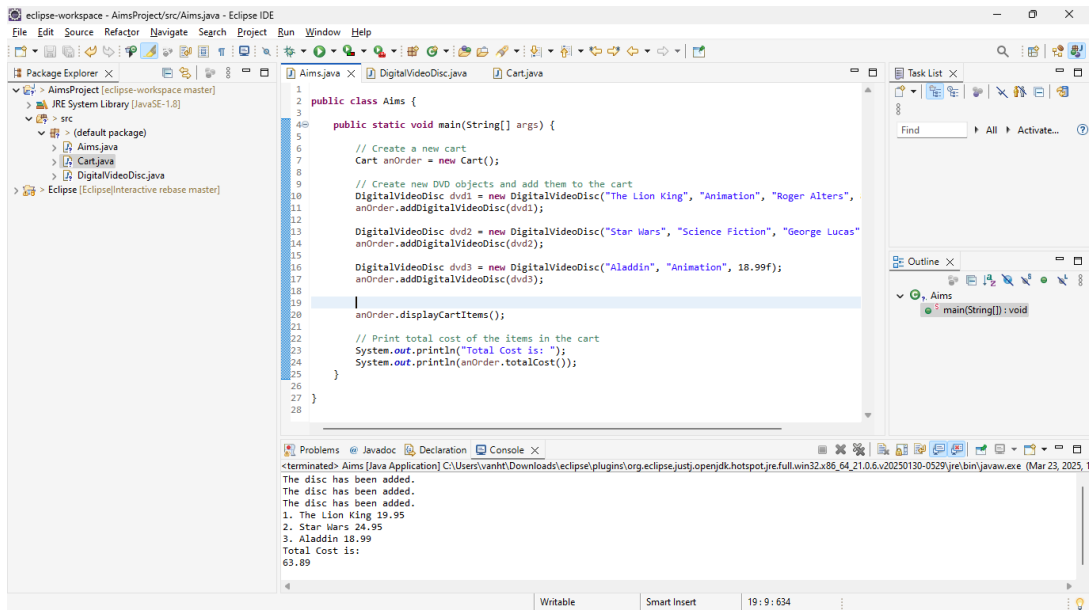 eclipse-workspace - AimsProject/src/Aims.java - Eclipse IDE
File Edit Source Refactor Navigate Search Project Run Window Help
Package Explorer
> AimsProject [eclipse-workspace master]
JRE System Library [JavaSE-1.8]
> src
> (default package)
Aims.java
Cart.java
DigitalVideoDisc.java
> Eclipse [Eclipse|Interactive rebase master]
Aims.java DigitalVideoDisc.java Cart.java
1
2 public class Aims {
3
4 public static void main(String[] args) {
5
6 // Create a new cart
7 Cart anOrder = new Cart();
8
9 // Create new DVD objects and add them to the cart
10 DigitalVideoDisc dvd1 = new DigitalVideoDisc("The Lion King", "Animation", "Roger Alters",
11 anOrder.addDigitalVideoDisc(dvd1);
12
13 DigitalVideoDisc dvd2 = new DigitalVideoDisc("Star Wars", "Science Fiction", "George Lucas"
14 anOrder.addDigitalVideoDisc(dvd2);
15
16 DigitalVideoDisc dvd3 = new DigitalVideoDisc("Aladdin", "Animation", 18.99f);
17 anOrder.addDigitalVideoDisc(dvd3);
18
19
20 anOrder.displayCartItems();
21
22 // Print total cost of the items in the cart
23 System.out.println("Total Cost is: ");
24 System.out.println(anOrder.totalCost());
25 }
26
27 }
28
Task List
Find All Activate...
Outline
Aims
main(String[]) : void
Problems Javadoc Declaration Console
<terminated> Aims [Java Application] C:\Users\vanht\Downloads\eclipse\plugins\org.eclipse.justj.openjdk.hotspot.jre.full.win32.x86_64_21.0.6.v20250130-0529\jre\bin\javaw.exe (Mar 23, 2025, 1
The disc has been added.
The disc has been added.
The disc has been added.
1. The Lion King 19.95
2. Star Wars 24.95
3. Aladdin 18.99
Total Cost is:
63.89
Writable Smart Insert 19 : 9 : 634